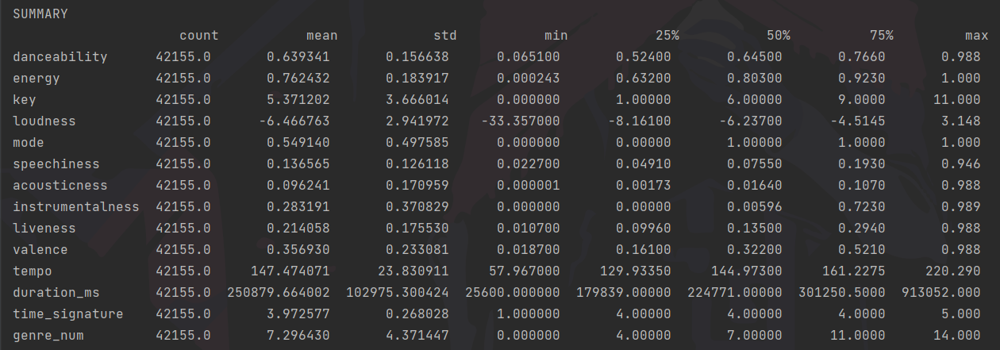 SUMMARY
count mean std min 25% 50% 75% max
danceability 42155.0 0.639341 0.156638 0.065100 0.52400 0.64500 0.7660 0.988
energy 42155.0 0.762432 0.183917 0.000243 0.63200 0.80300 0.9230 1.000
key 42155.0 5.371202 3.666014 0.000000 1.00000 6.00000 9.0000 11.000
loudness 42155.0 -6.466763 2.941972 -33.357000 -8.16100 -6.23700 -4.5145 3.148
mode 42155.0 0.549140 0.497585 0.000000 0.00000 1.00000 1.0000 1.000
speechiness 42155.0 0.136565 0.126118 0.022700 0.04910 0.07550 0.1930 0.946
acousticness 42155.0 0.096241 0.170959 0.000001 0.00173 0.01640 0.1070 0.988
instrumentalness 42155.0 0.283191 0.370829 0.000000 0.00000 0.00596 0.7230 0.989
liveness 42155.0 0.214058 0.175530 0.010700 0.09960 0.13500 0.2940 0.988
valence 42155.0 0.356930 0.233081 0.018700 0.16100 0.32200 0.5210 0.988
tempo 42155.0 147.474071 23.830911 57.967000 129.93350 144.97300 161.2275 220.290
duration_ms 42155.0 250879.664002 102975.300424 25600.000000 179839.00000 224771.00000 301250.5000 913052.000
time_signature 42155.0 3.972577 0.268028 1.000000 4.00000 4.00000 4.0000 5.000
genre_num 42155.0 7.296430 4.371447 0.000000 4.00000 7.00000 11.0000 14.000